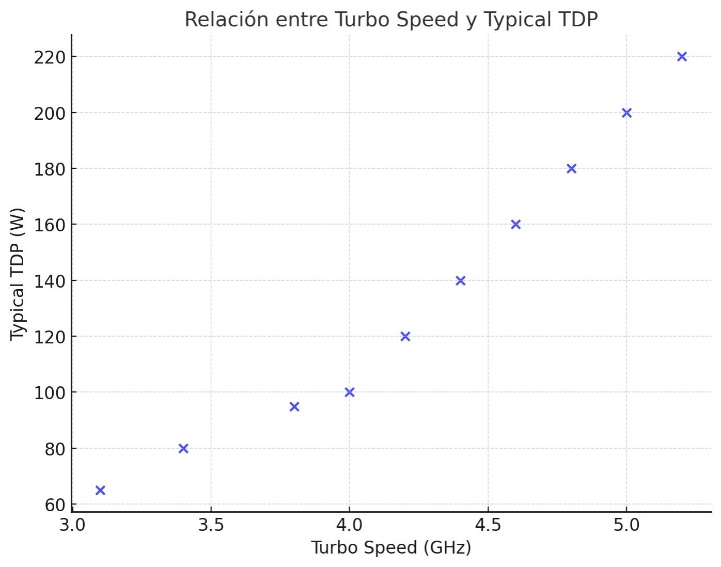 Relación entre Turbo Speed y Typical TDP
Typical TDP (W)
220
200
180
160
140
120
100
80
60
3.0 3.5 4.0 4.5 5.0
Turbo Speed (GHz)